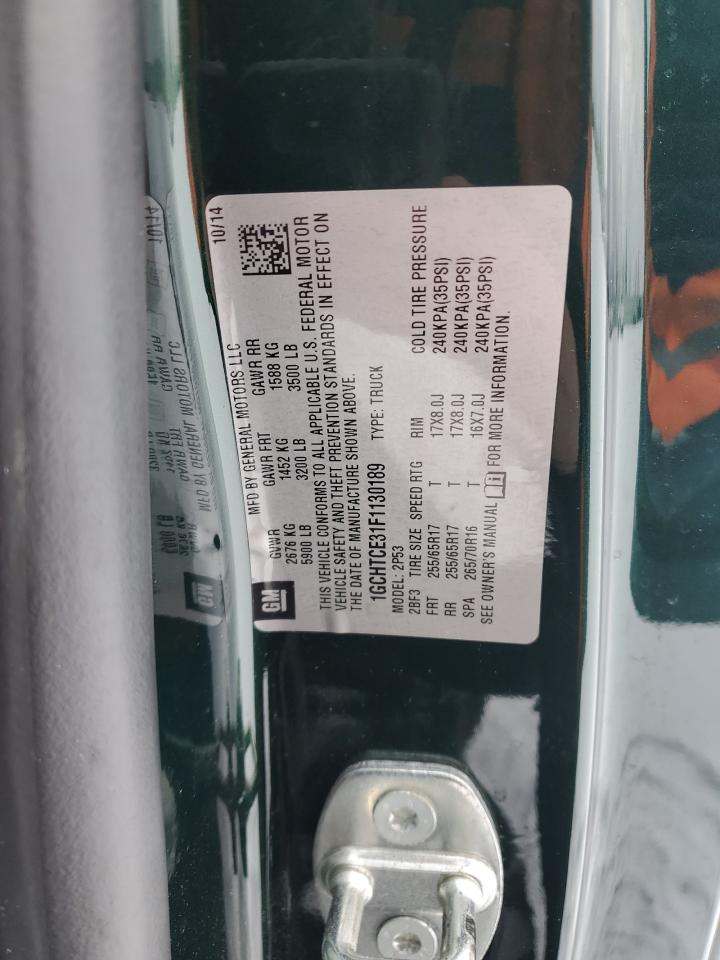 GM
MFD BY GENERAL MOTORS LLC
10/14
GVWR GAWR FRT GAWR RR
2676 KG 1452 KG 1588 KG
5900 LB 3200 LB 3500 LB
THIS VEHICLE CONFORMS TO ALL APPLICABLE U.S. FEDERAL MOTOR
VEHICLE SAFETY AND THEFT PREVENTION STANDARDS IN EFFECT ON
THE DATE OF MANUFACTURE SHOWN ABOVE.
1GCHTCE31F1130189 TYPE: TRUCK
MODEL: 2P53
2BF3 TIRE SIZE SPEED RTG RIM COLD TIRE PRESSURE
FRT 255/65R17 T 17X8.0J 240KPA(35PSI)
RR 255/65R17 T 17X8.0J 240KPA(35PSI)
SPA 265/70R16 T 16X7.0J 240KPA(35PSI)
SEE OWNER'S MANUAL FOR MORE INFORMATION.